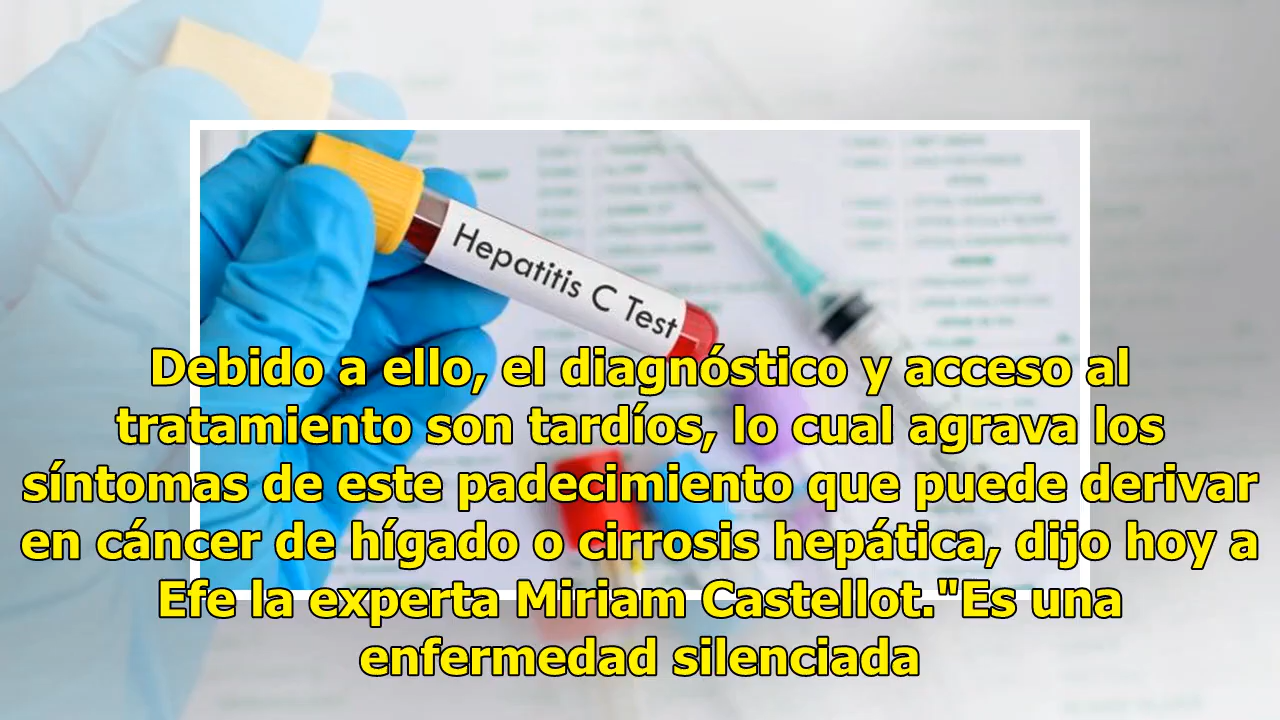 Hepatitis C Test
Debido a ello, el diagnóstico y acceso al
tratamiento son tardíos, lo cual agrava los
síntomas de este padecimiento que puede derivar
en cáncer de hígado o cirrosis hepática, dijo hoy a
Efe la experta Miriam Castellot."Es una
enfermedad silenciada